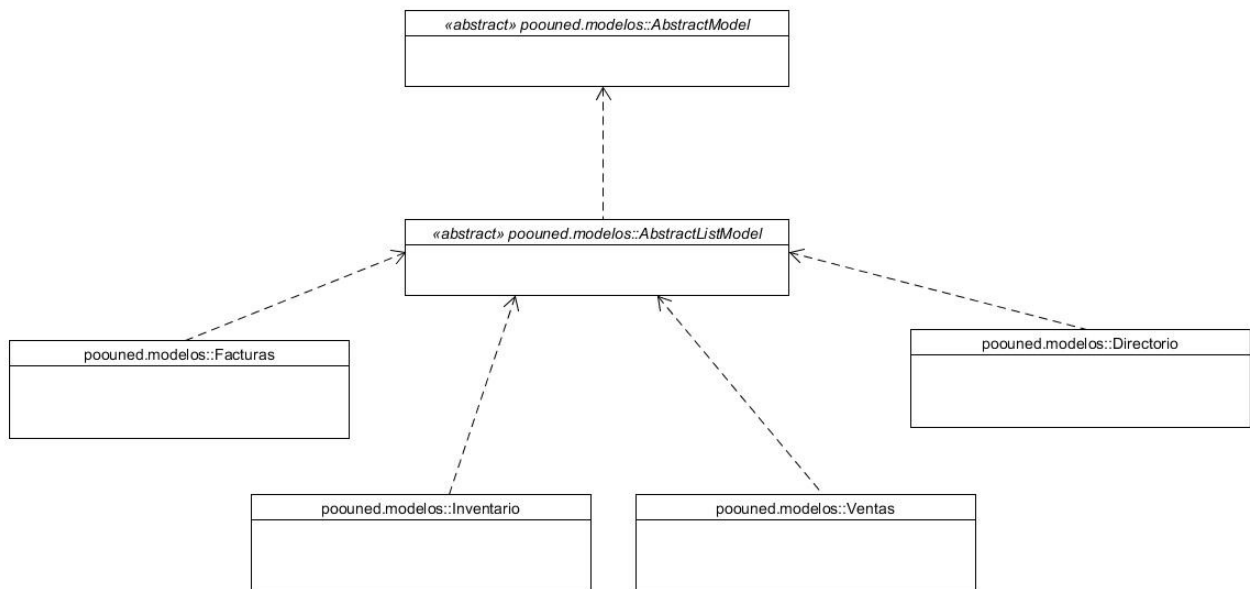 «abstract» poouned.modelos::AbstractModel
«abstract» poouned.modelos::AbstractListModel
poouned.modelos::Facturas
poouned.modelos::Directorio
poouned.modelos::Inventario
poouned.modelos::Ventas